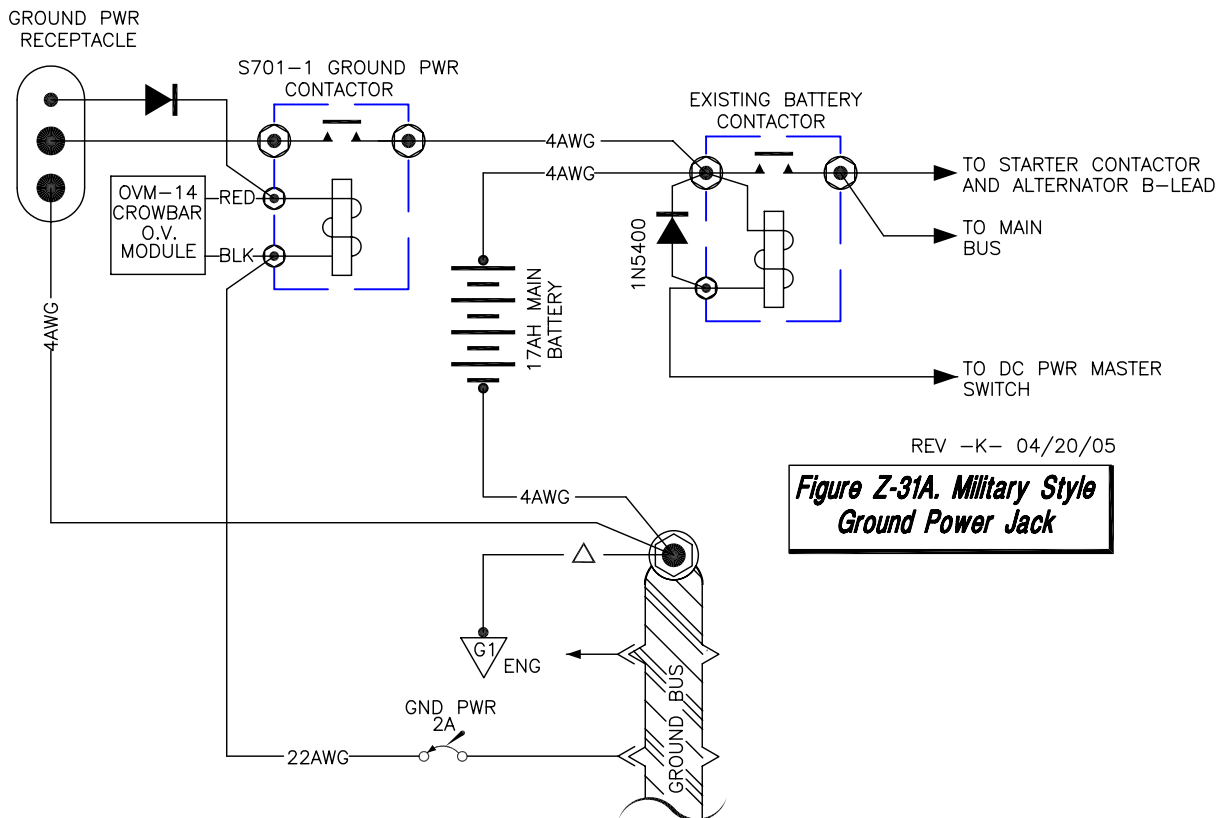 GROUND PWR
RECEPTACLE
S701-1 GROUND PWR
CONTACTOR
EXISTING BATTERY
CONTACTOR
4AWG
4AWG
TO STARTER CONTACTOR
AND ALTERNATOR B-LEAD
OVM-14
CROWBAR
O.V.
MODULE
RED
BLK
TO MAIN
BUS
1N5400
4AWG
17AH MAIN
BATTERY
TO DC PWR MASTER
SWITCH
REV -K- 04/20/05
Figure Z-31A. Military Style
Ground Power Jack
4AWG
G1
ENG
GROUND BUS
GND PWR
2A
22AWG